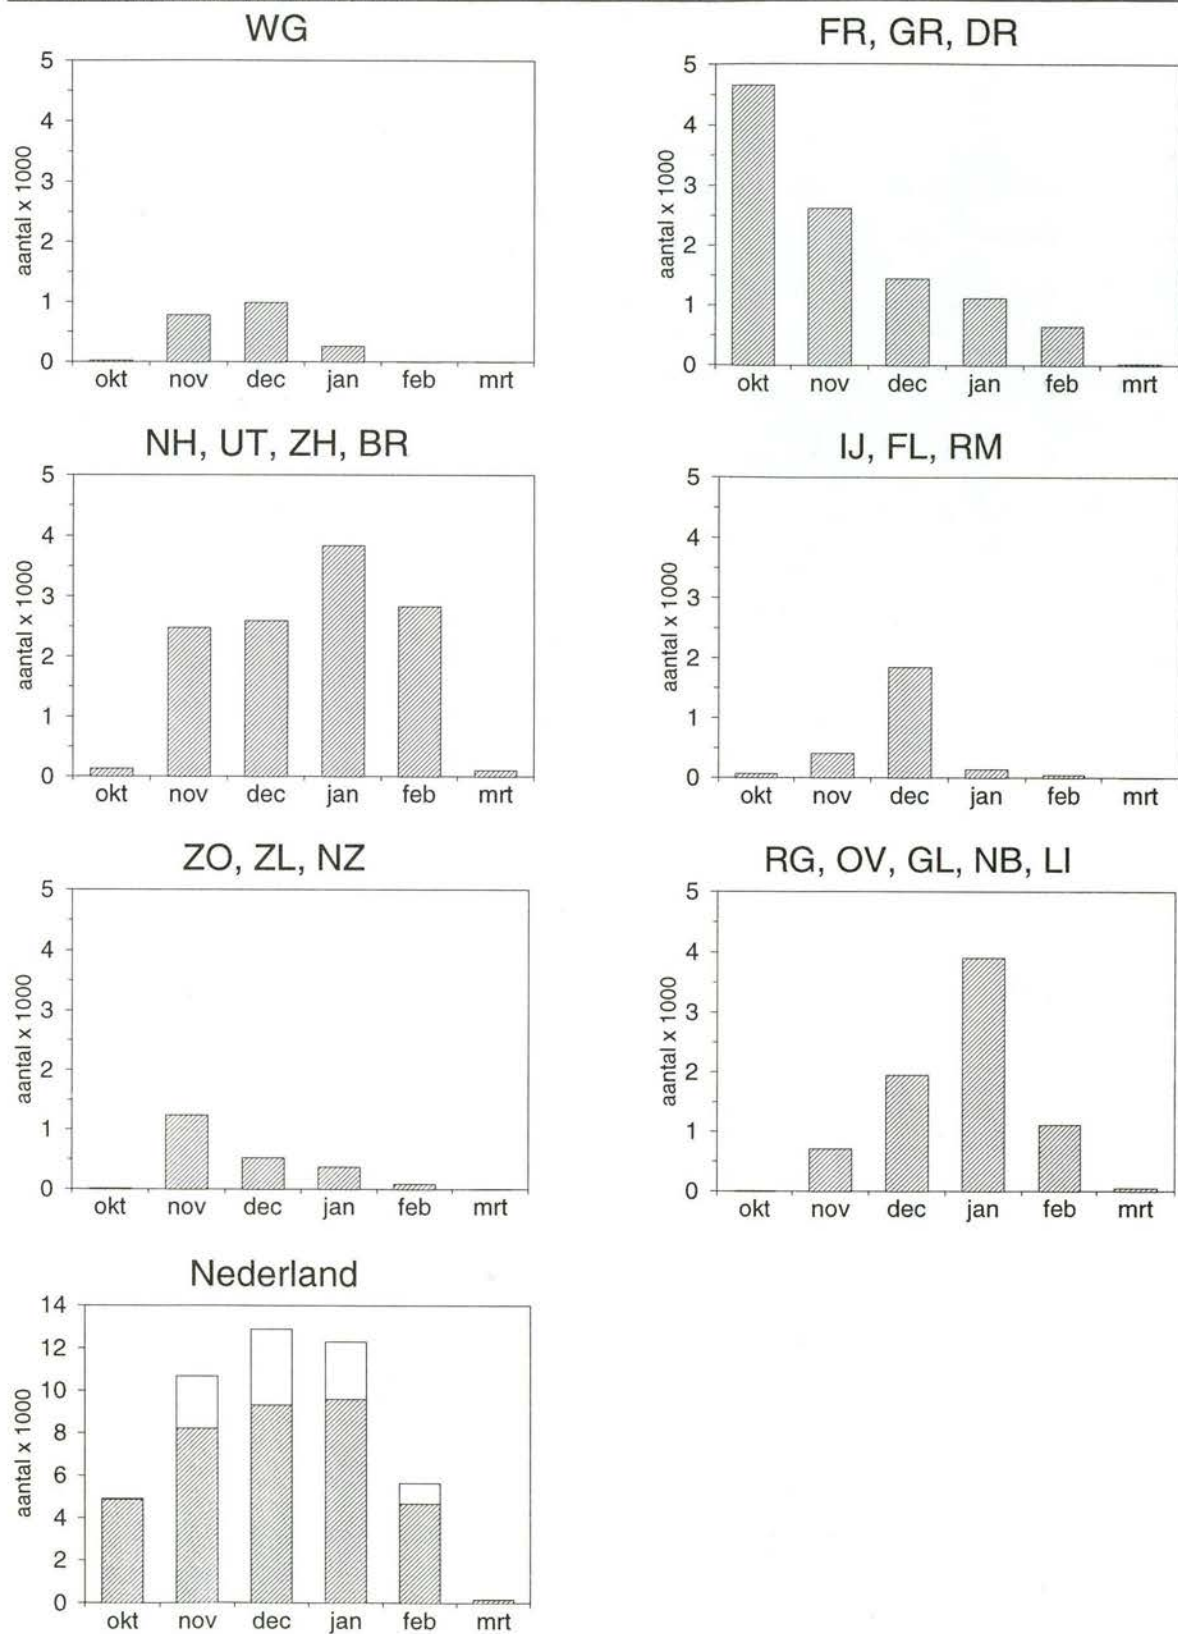 WG
5
4
3
2
1
0
aantal x 1000
okt nov dec jan feb mrt
FR, GR, DR
5
4
3
2
1
0
aantal x 1000
okt nov dec jan feb mrt
NH, UT, ZH, BR
5
4
3
2
1
0
aantal x 1000
okt nov dec jan feb mrt
IJ, FL, RM
5
4
3
2
1
0
aantal x 1000
okt nov dec jan feb mrt
ZO, ZL, NZ
5
4
3
2
1
0
aantal x 1000
okt nov dec jan feb mrt
RG, OV, GL, NB, LI
5
4
3
2
1
0
aantal x 1000
okt nov dec jan feb mrt
Nederland
14
12
10
8
6
4
2
0
aantal x 1000
okt nov dec jan feb mrt